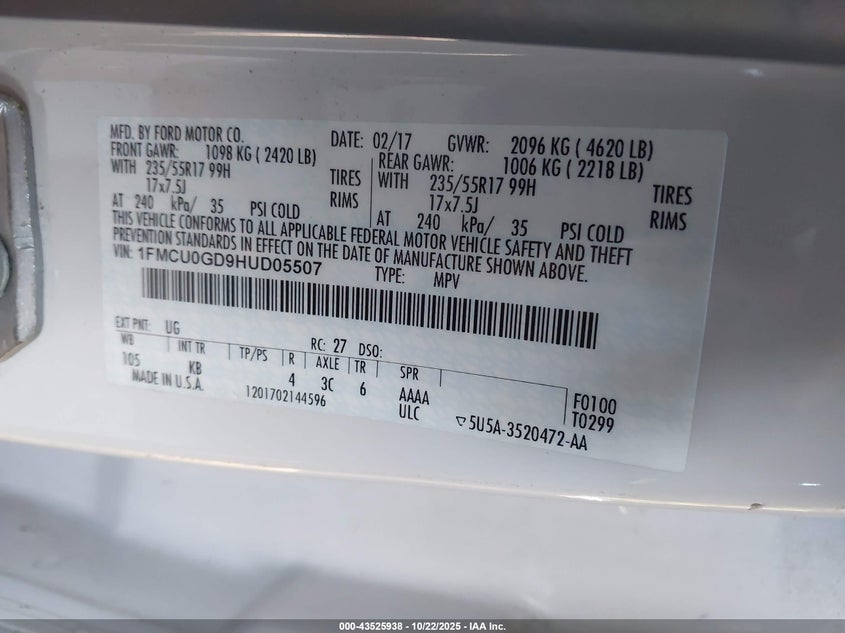 MFD. BY FORD MOTOR CO. DATE: 02/17 GVWR: 2096 KG ( 4620 LB)
FRONT GAWR: 1098 KG ( 2420 LB) REAR GAWR: 1006 KG ( 2218 LB)
WITH 235/55R17 99H TIRES WITH 235/55R17 99H TIRES
17x7.5J RIMS 17x7.5J RIMS
AT 240 kPa/ 35 PSI COLD AT 240 kPa/ 35 PSI COLD
THIS VEHICLE CONFORMS TO ALL APPLICABLE FEDERAL MOTOR VEHICLE SAFETY AND THEFT
PREVENTION STANDARDS IN EFFECT ON THE DATE OF MANUFACTURE SHOWN ABOVE.
VIN: 1FMCU0GD9HUD05507 TYPE: MPV
EXT PNT: UG RC: 27 DSO:
WB INT TR TP/PS R AXLE TR SPR
105 KB 4 3C 6 AAAA F0100
MADE IN U.S.A. 1201702144596 ULC T0299
▽5U5A-3520472-AA
000-43525938 - 10/22/2025 - IAA Inc.